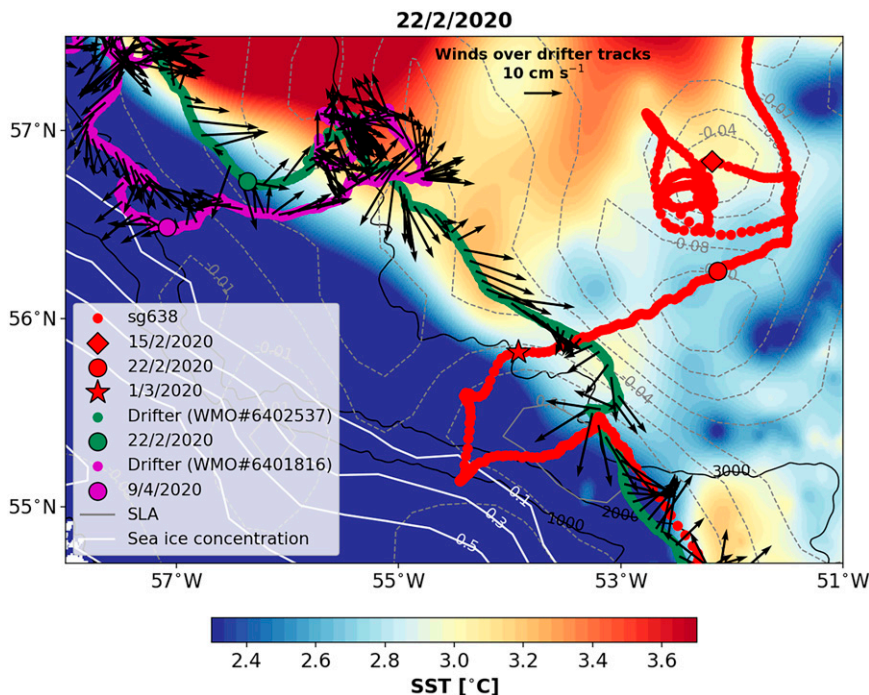 22/2/2020
Winds over drifter tracks
10 cm s⁻¹
57°N
56°N
55°N
-0.04
-0.08
-0.01
-0.01
-0.04
3000
2000
1000
0.1
0.3
0.5
sg638
15/2/2020
22/2/2020
1/3/2020
Drifter (WMO#6402537)
22/2/2020
Drifter (WMO#6401816)
9/4/2020
SLA
Sea ice concentration
57°W
55°W
53°W
51°W
2.4
2.6
2.8
3.0
3.2
3.4
3.6
SST [°C]